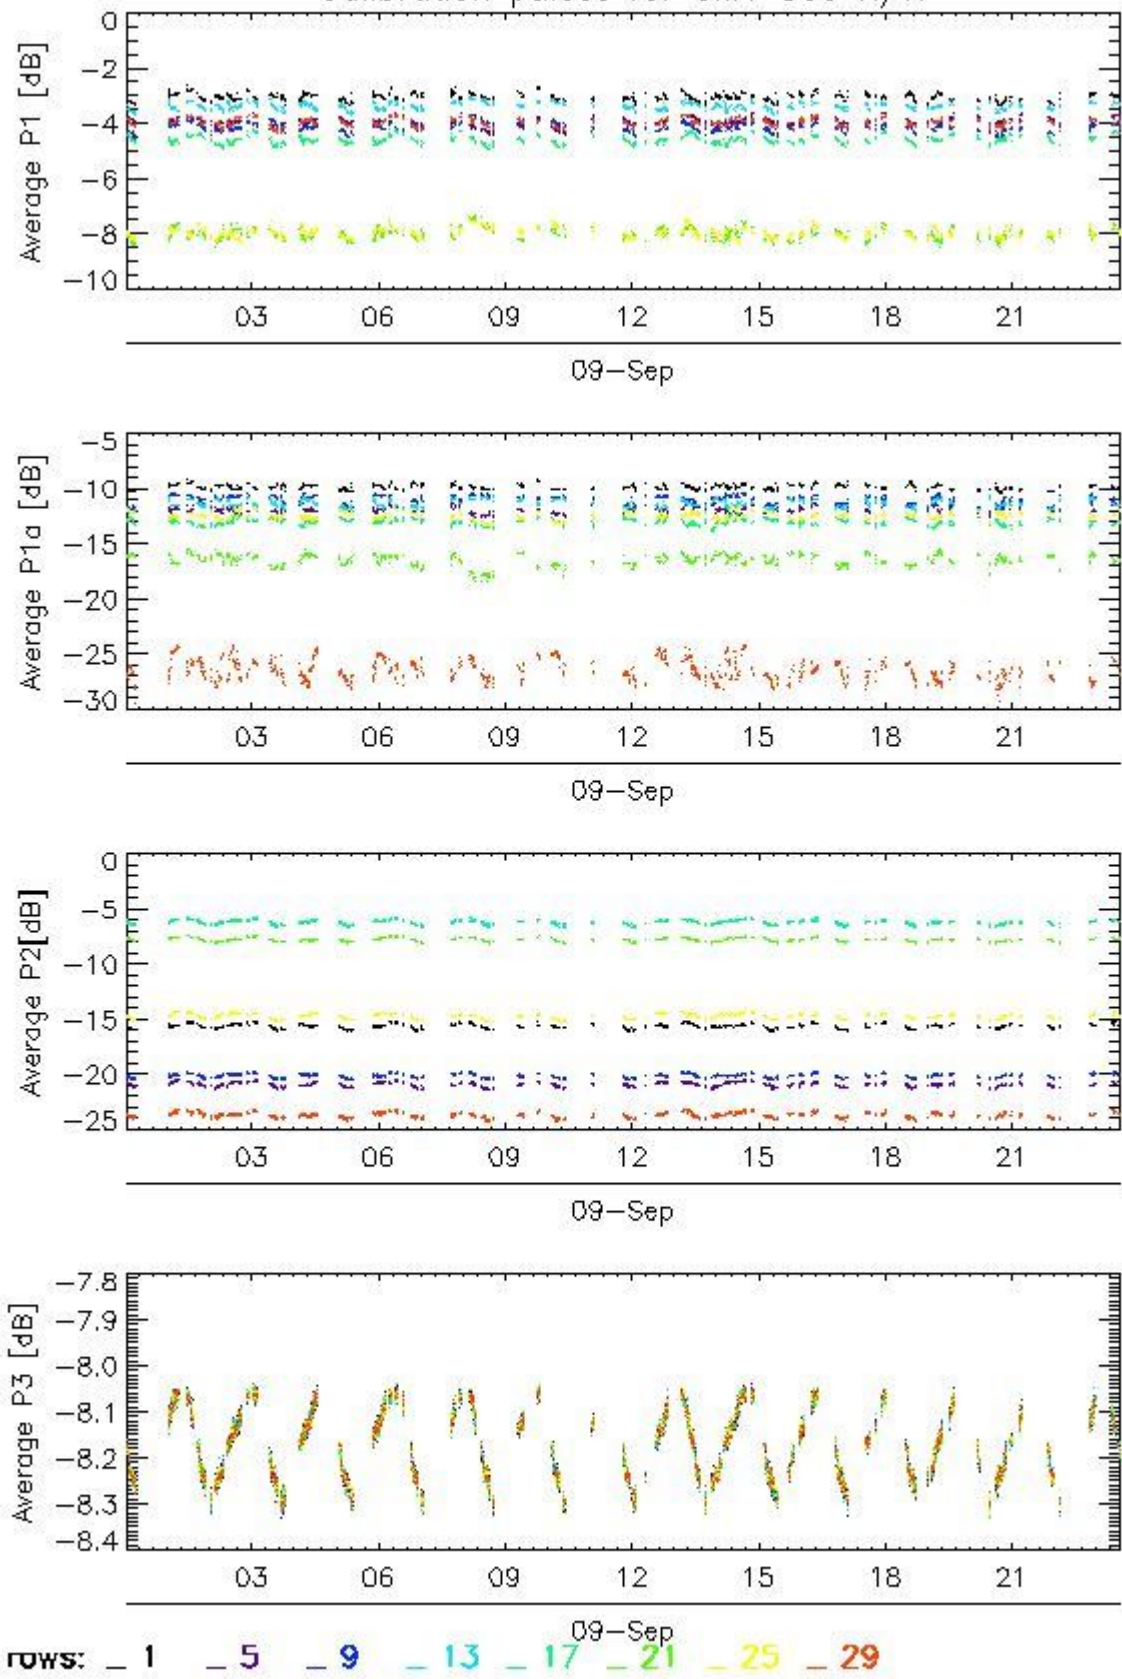 0
−2
−4
−6
−8
−10
Average P1 [dB]
03 06 09 12 15 18 21
09−Sep
−5
−10
−15
−20
−25
−30
Average P1a [dB]
03 06 09 12 15 18 21
09−Sep
0
−5
−10
−15
−20
−25
Average P2[dB]
03 06 09 12 15 18 21
09−Sep
−7.8
−7.9
−8.0
−8.1
−8.2
−8.3
−8.4
Average P3 [dB]
03 06 09 12 15 18 21
09−Sep
rows: _ 1 _ 5 _ 9 _ 13 _ 17 _ 21 _ 25 _ 29